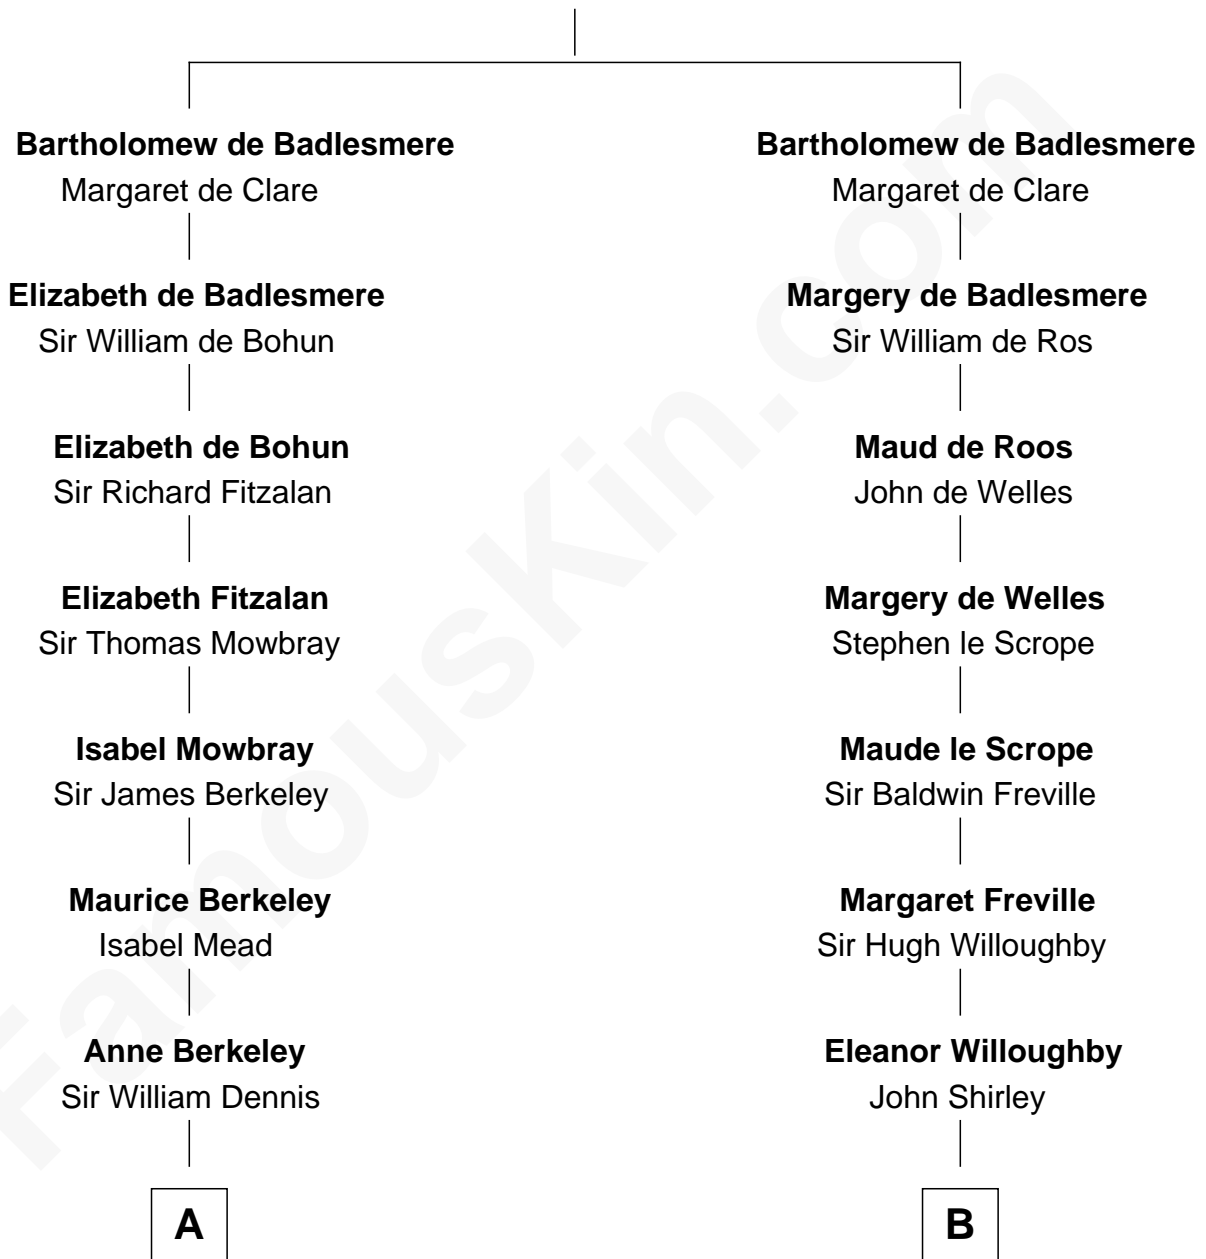 Bartholomew de Badlesmere
Margaret de Clare
Elizabeth de Badlesmere
Sir William de Bohun
Elizabeth de Bohun
Sir Richard Fitzalan
Elizabeth Fitzalan
Sir Thomas Mowbray
Isabel Mowbray
Sir James Berkeley
Maurice Berkeley
Isabel Mead
Anne Berkeley
Sir William Dennis
A
Bartholomew de Badlesmere
Margaret de Clare
Margery de Badlesmere
Sir William de Ros
Maud de Roos
John de Welles
Margery de Welles
Stephen le Scrope
Maude le Scrope
Sir Baldwin Freville
Margaret Freville
Sir Hugh Willoughby
Eleanor Willoughby
John Shirley
B
FamousKin.com